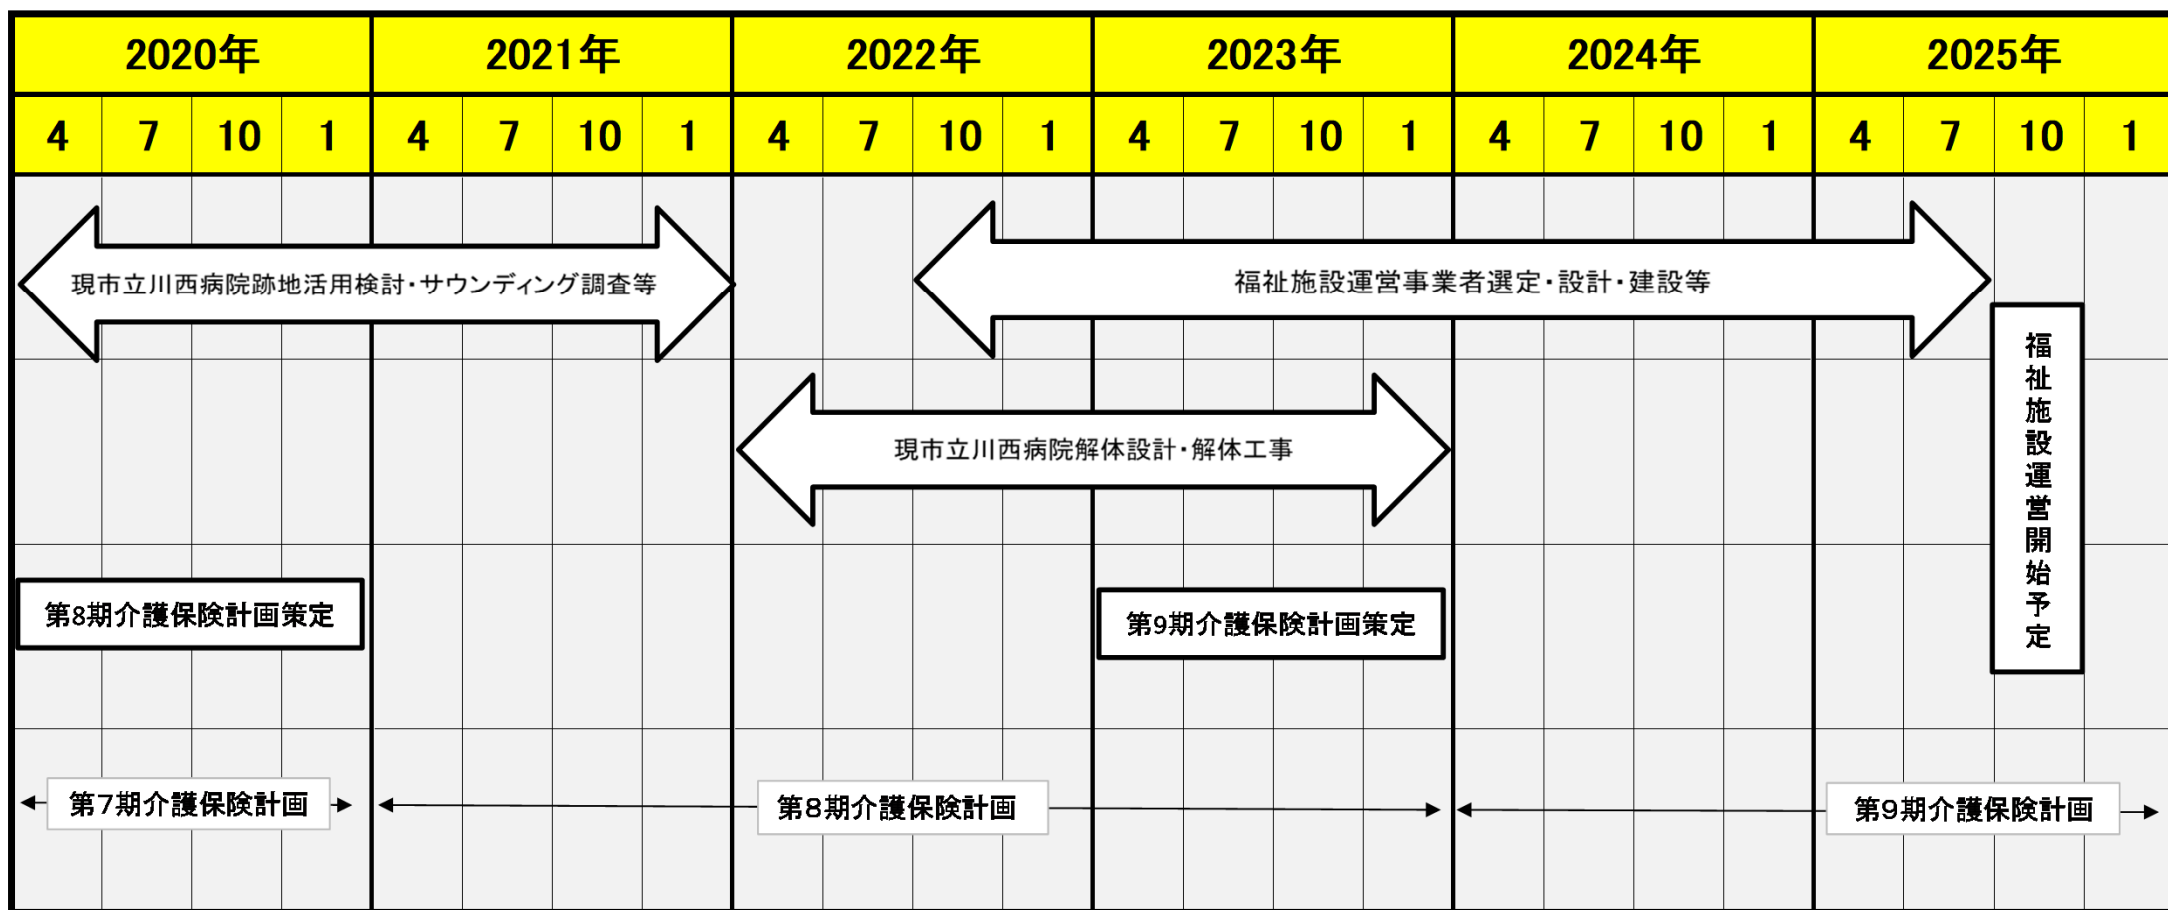 2020年 2021年 2022年 2023年 2024年 2025年
4 7 10 1 4 7 10 1 4 7 10 1 4 7 10 1 4 7 10 1 4 7 10 1
現市立川西病院跡地活用検討・サウンディング調査等
福祉施設運営事業者選定・設計・建設等
福祉施設運営開始予定
現市立川西病院解体設計・解体工事
第8期介護保険計画策定
第9期介護保険計画策定
第7期介護保険計画
第8期介護保険計画
第9期介護保険計画